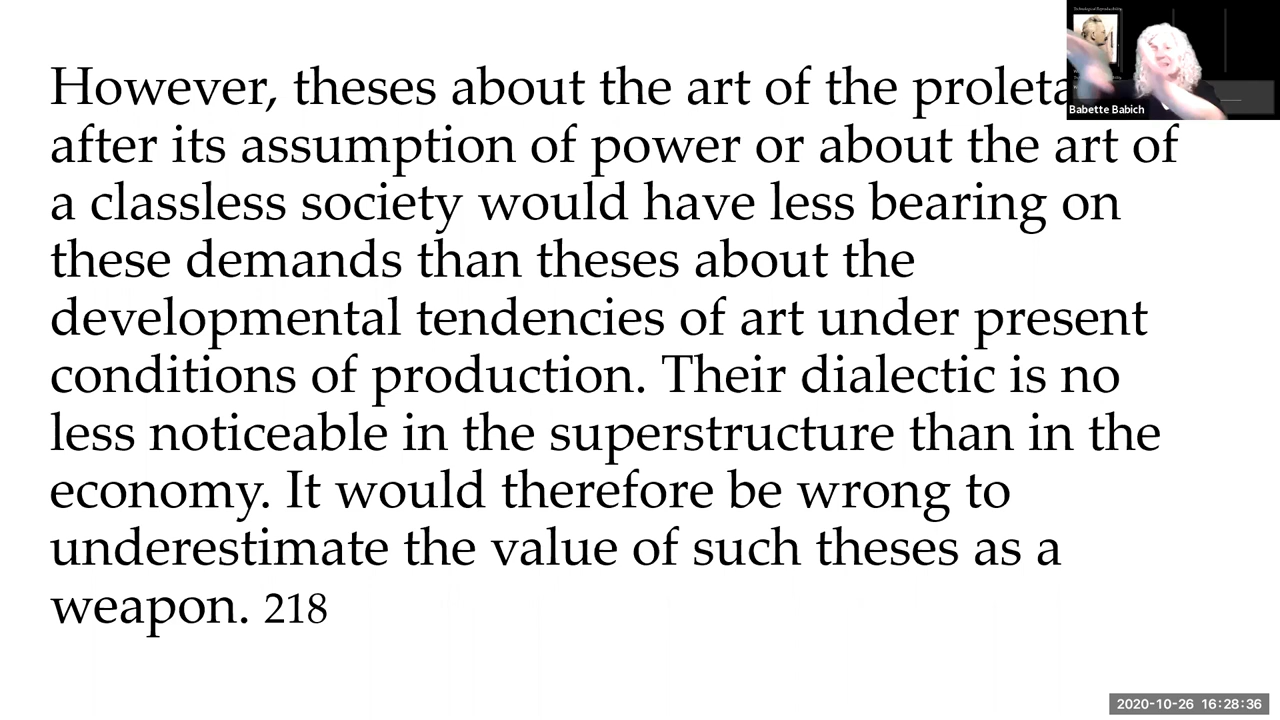 However, theses about the art of the
after its assumption of power or about the art of
a classless society would have less bearing on
these demands than theses about the
developmental tendencies of art under present
conditions of production. Their dialectic is no
less noticeable in the superstructure than in the
economy. It would therefore be wrong to
underestimate the value of such theses as a
weapon. 218
Babette Babich
2020-10-26 16:28:36